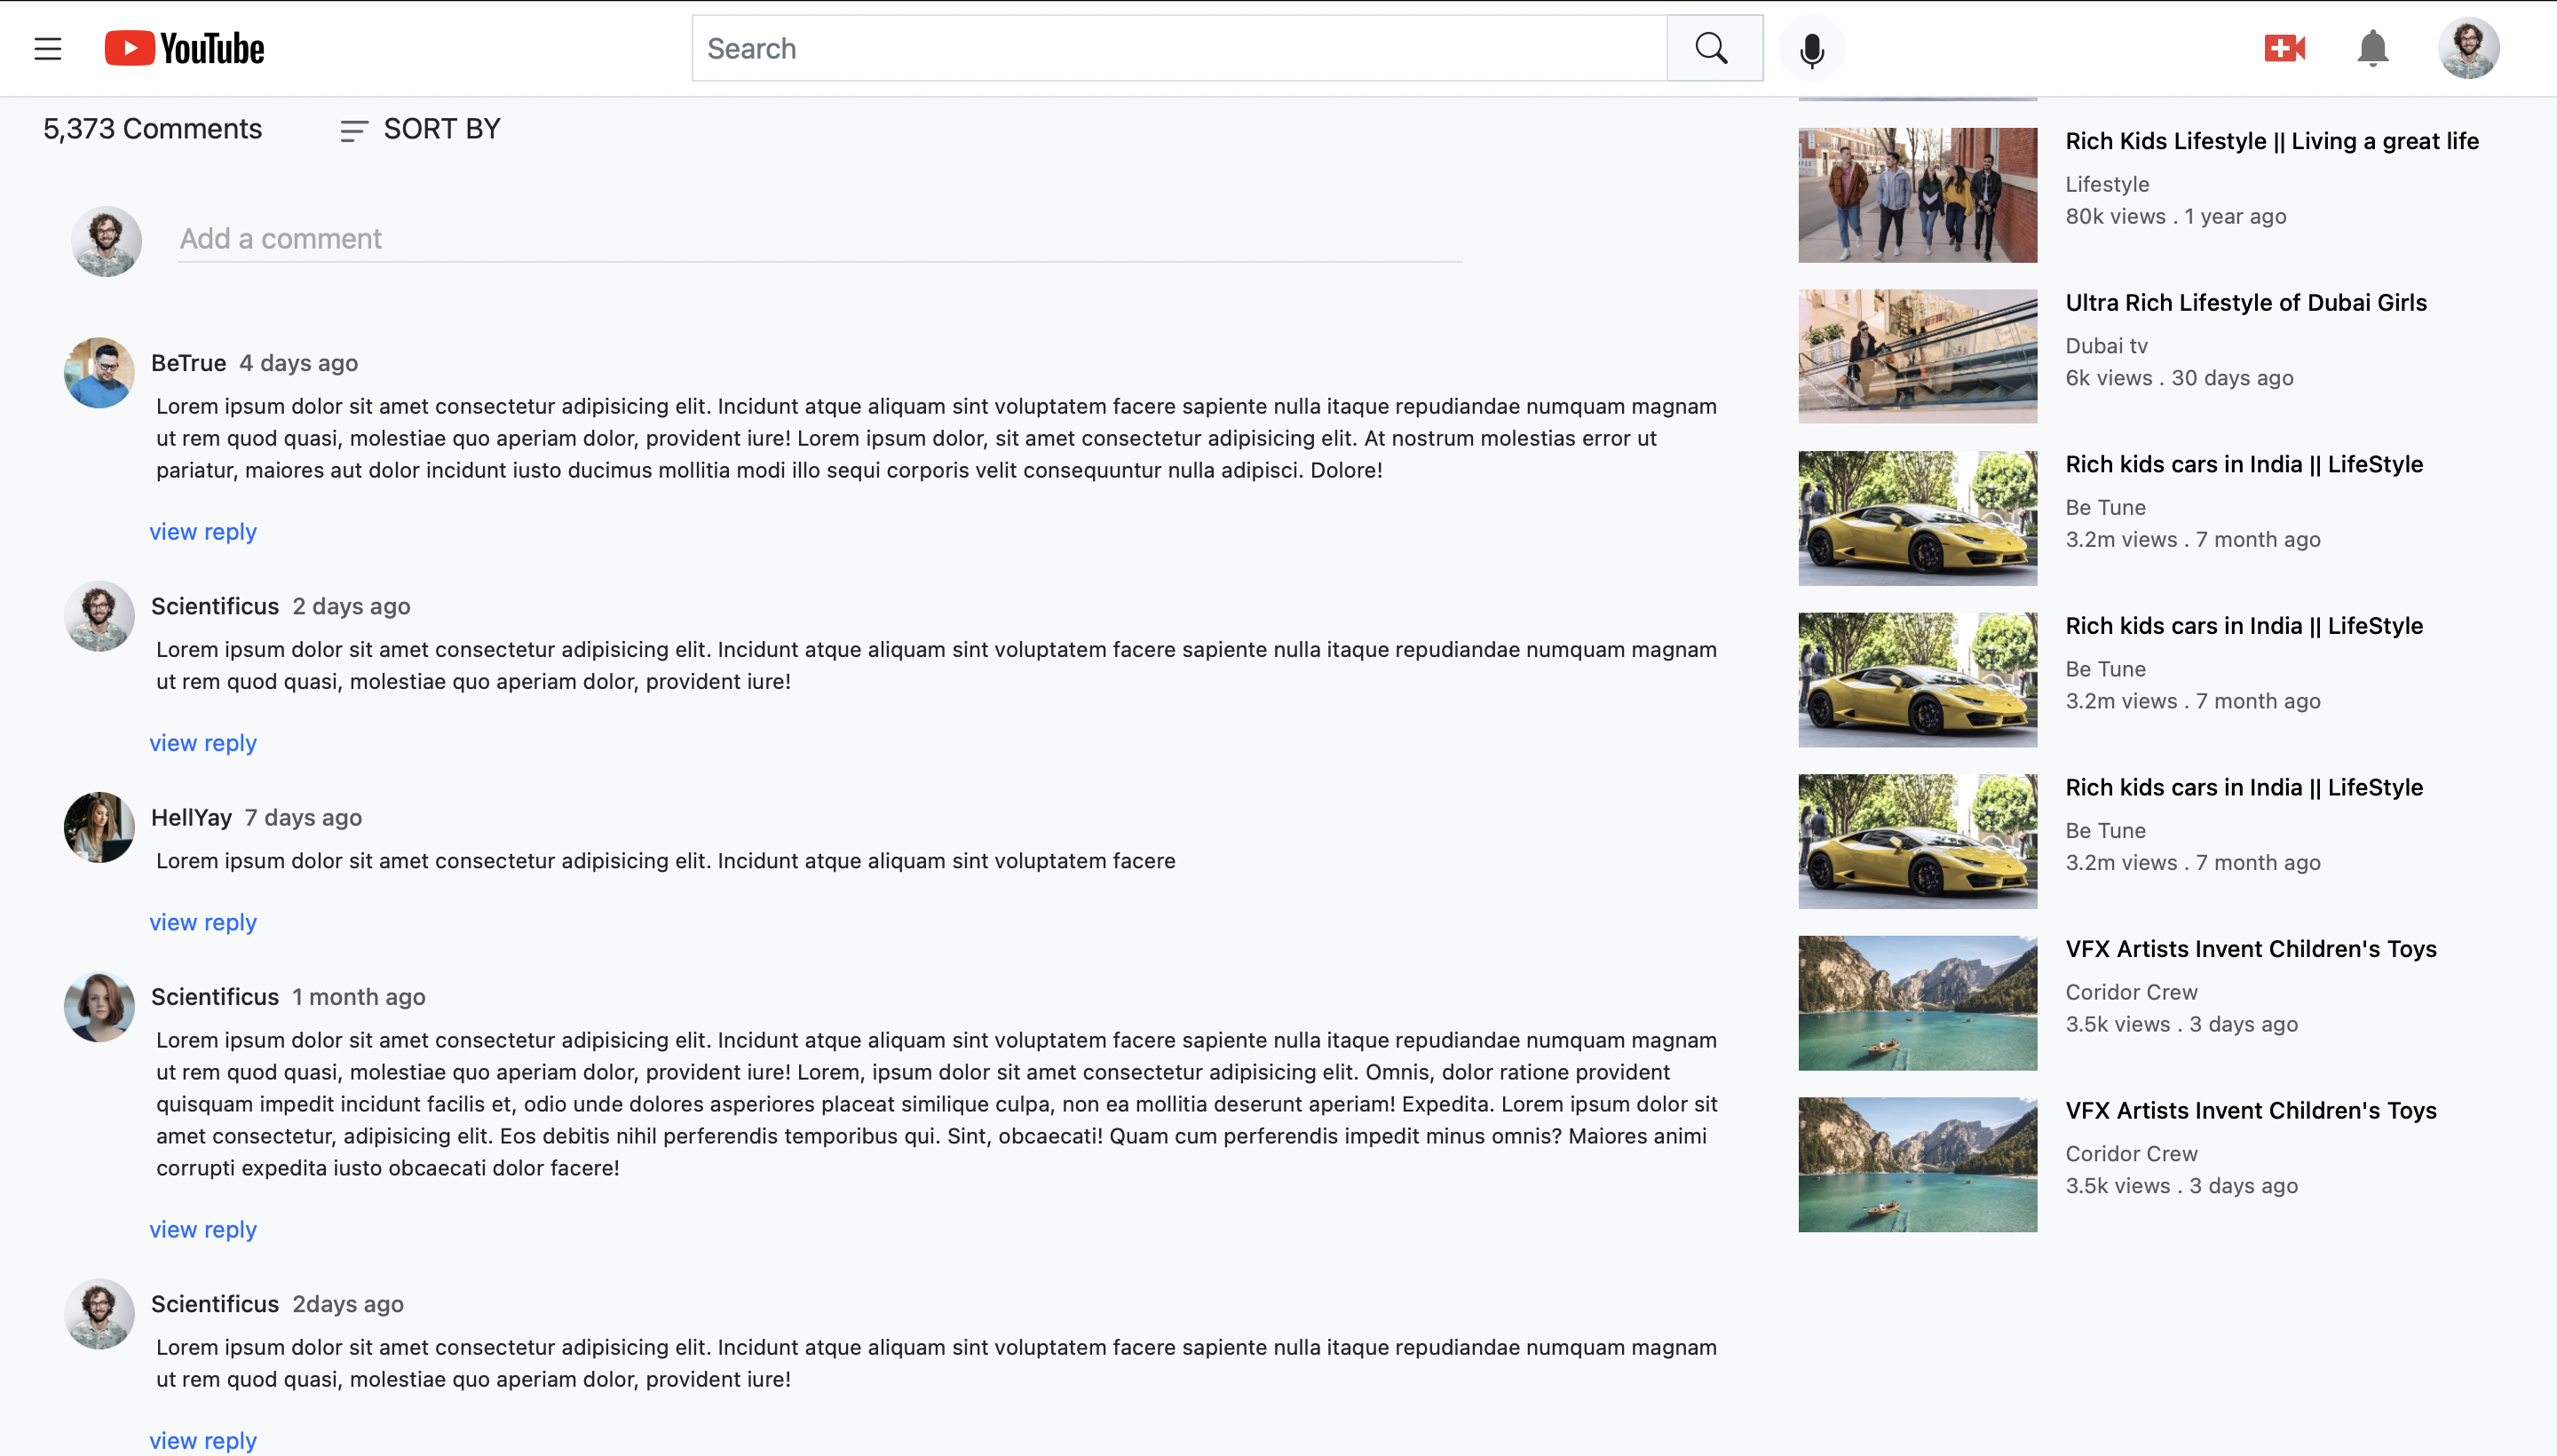 YouTube
Search
5,373 Comments
SORT BY
Add a comment
BeTrue 4 days ago
Lorem ipsum dolor sit amet consectetur adipisicing elit. Incidunt atque aliquam sint voluptatem facere sapiente nulla itaque repudiandae numquam magnam
ut rem quod quasi, molestiae quo aperiam dolor, provident iure! Lorem ipsum dolor, sit amet consectetur adipisicing elit. At nostrum molestias error ut
pariatur, maiores aut dolor incidunt iusto ducimus mollitia modi illo sequi corporis velit consequuntur nulla adipisci. Dolore!
view reply
Scientificus 2 days ago
Lorem ipsum dolor sit amet consectetur adipisicing elit. Incidunt atque aliquam sint voluptatem facere sapiente nulla itaque repudiandae numquam magnam
ut rem quod quasi, molestiae quo aperiam dolor, provident iure!
view reply
HellYay 7 days ago
Lorem ipsum dolor sit amet consectetur adipisicing elit. Incidunt atque aliquam sint voluptatem facere
view reply
Scientificus 1 month ago
Lorem ipsum dolor sit amet consectetur adipisicing elit. Incidunt atque aliquam sint voluptatem facere sapiente nulla itaque repudiandae numquam magnam
ut rem quod quasi, molestiae quo aperiam dolor, provident iure! Lorem, ipsum dolor sit amet consectetur adipisicing elit. Omnis, dolor ratione provident
quisquam impedit incidunt facilis et, odio unde dolores asperiores placeat similique culpa, non ea mollitia deserunt aperiam! Expedita. Lorem ipsum dolor sit
amet consectetur, adipisicing elit. Eos debitis nihil perferendis temporibus qui. Sint, obcaecati! Quam cum perferendis impedit minus omnis? Maiores animi
corrupti expedita iusto obcaecati dolor facere!
view reply
Scientificus 2days ago
Lorem ipsum dolor sit amet consectetur adipisicing elit. Incidunt atque aliquam sint voluptatem facere sapiente nulla itaque repudiandae numquam magnam
ut rem quod quasi, molestiae quo aperiam dolor, provident iure!
view reply
Rich Kids Lifestyle || Living a great life
Lifestyle
80k views . 1 year ago
Ultra Rich Lifestyle of Dubai Girls
Dubai tv
6k views . 30 days ago
Rich kids cars in India || LifeStyle
Be Tune
3.2m views . 7 month ago
Rich kids cars in India || LifeStyle
Be Tune
3.2m views . 7 month ago
Rich kids cars in India || LifeStyle
Be Tune
3.2m views . 7 month ago
VFX Artists Invent Children's Toys
Coridor Crew
3.5k views . 3 days ago
VFX Artists Invent Children's Toys
Coridor Crew
3.5k views . 3 days ago